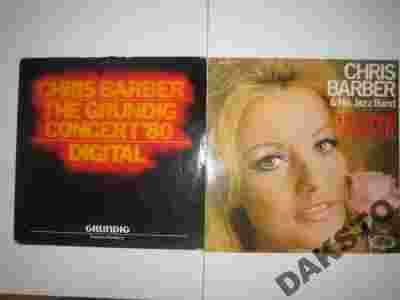 CHRIS BARBER
THE GRUNDIG
CONCERT '80
DIGITAL
GRUNDIG
CHRIS
BARBER
& His Jazz Band
DAKSTO